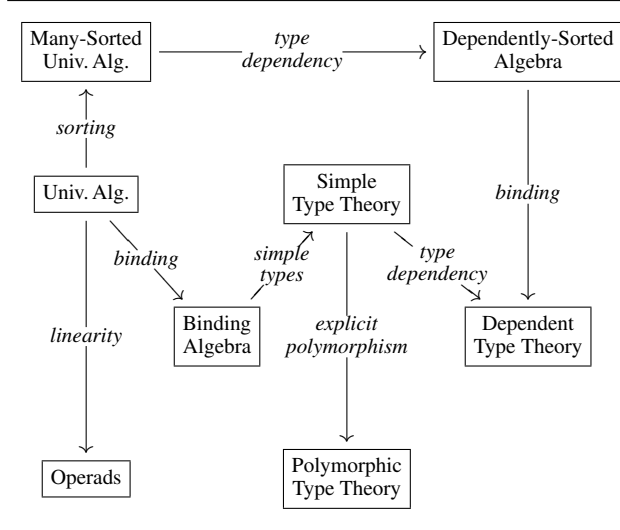 Many-Sorted
Univ. Alg.
type
dependency
Dependently-Sorted
Algebra
sorting
Univ. Alg.
Simple
Type Theory
binding
binding
simple
types
type
dependency
linearity
Binding
Algebra
explicit
polymorphism
Dependent
Type Theory
Operads
Polymorphic
Type Theory